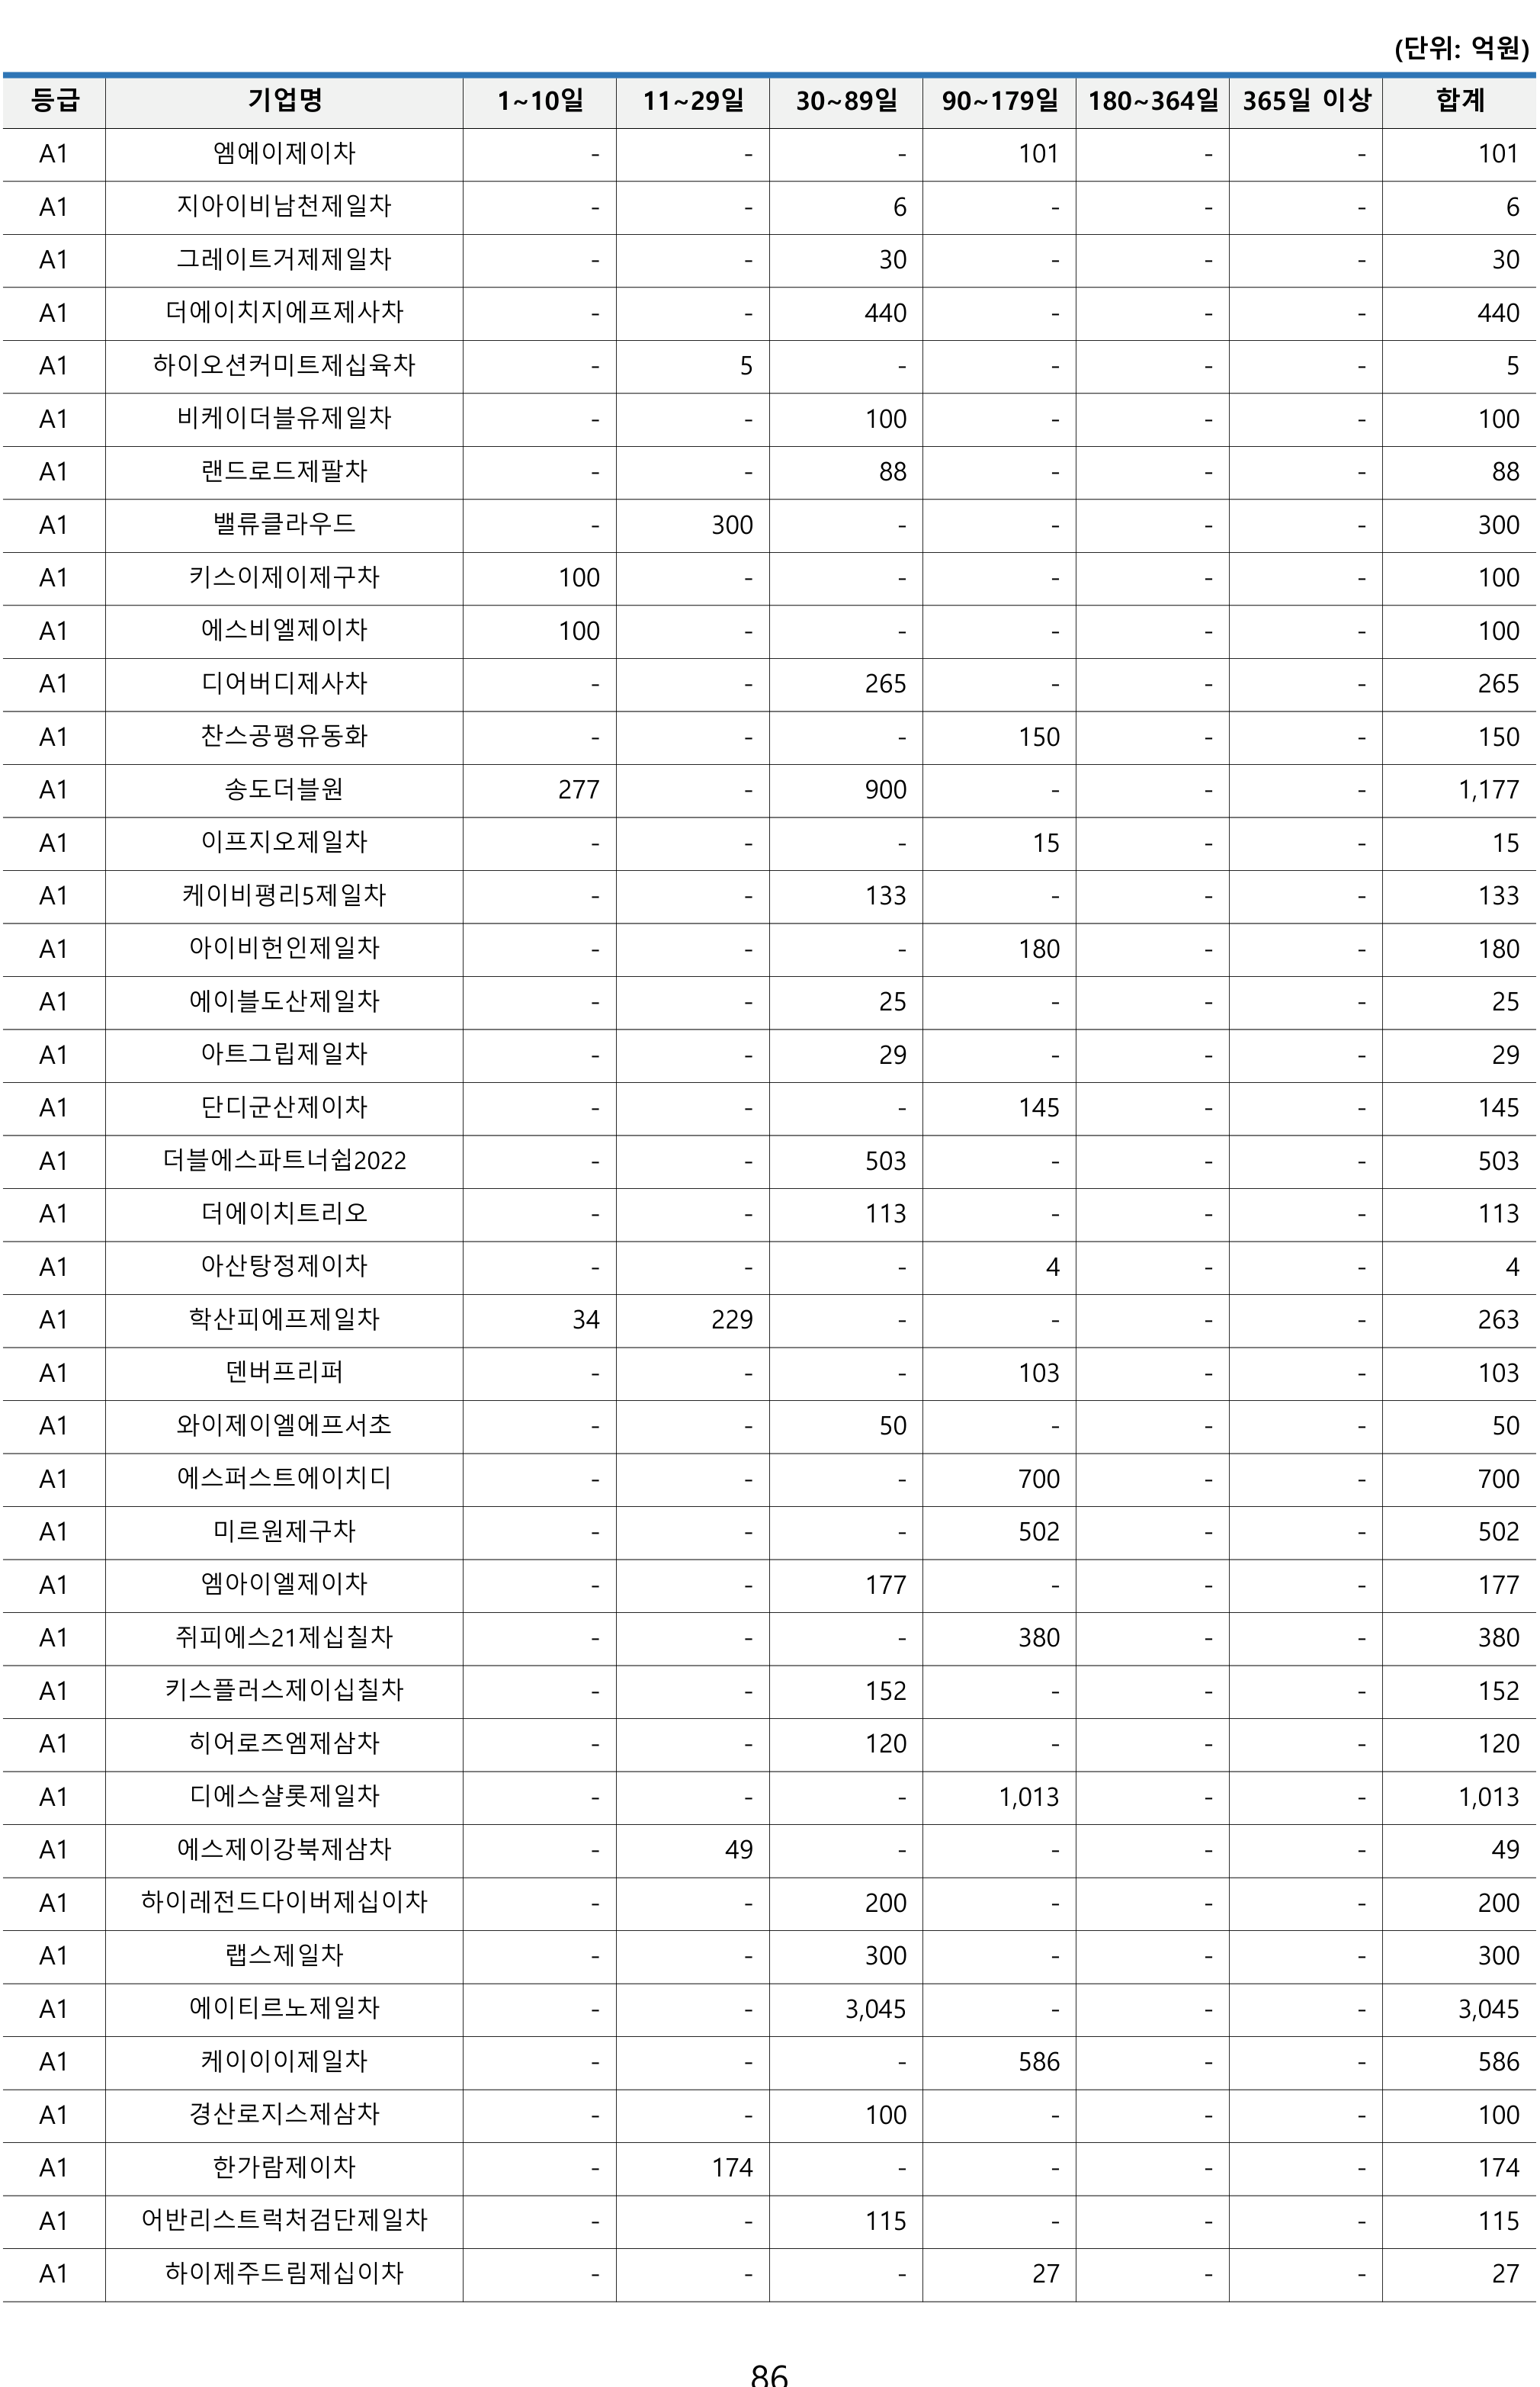 (단위: 억원)
등급 기업명 1~10일 11~29일 30~89일 90~179일 180~364일 365일 이상 합계
A1 엠에이제이차 - - - 101 - - 101
A1 지아이비남천제일차 - - 6 - - - 6
A1 그레이트거제제일차 - - 30 - - - 30
A1 더에이치지에프제사차 - - 440 - - - 440
A1 하이오션커미트제십육차 - 5 - - - - 5
A1 비케이더블유제일차 - - 100 - - - 100
A1 랜드로드제팔차 - - 88 - - - 88
A1 밸류클라우드 - 300 - - - - 300
A1 키스이제이제구차 100 - - - - - 100
A1 에스비엘제이차 100 - - - - - 100
A1 디어버디제사차 - - 265 - - - 265
A1 찬스공평유동화 - - - 150 - - 150
A1 송도더블원 277 - 900 - - - 1,177
A1 이프지오제일차 - - - 15 - - 15
A1 케이비평리5제일차 - - 133 - - - 133
A1 아이비헌인제일차 - - - 180 - - 180
A1 에이블도산제일차 - - 25 - - - 25
A1 아트그립제일차 - - 29 - - - 29
A1 단디군산제이차 - - - 145 - - 145
A1 더블에스파트너쉽2022 - - 503 - - - 503
A1 더에이치트리오 - - 113 - - - 113
A1 아산탕정제이차 - - - 4 - - 4
A1 학산피에프제일차 34 229 - - - - 263
A1 덴버프리퍼 - - - 103 - - 103
A1 와이제이엘에프서초 - - 50 - - - 50
A1 에스퍼스트에이치디 - - - 700 - - 700
A1 미르원제구차 - - - 502 - - 502
A1 엠아이엘제이차 - - 177 - - - 177
A1 쥐피에스21제십칠차 - - - 380 - - 380
A1 키스플러스제이십칠차 - - 152 - - - 152
A1 히어로즈엠제삼차 - - 120 - - - 120
A1 디에스샬롯제일차 - - - 1,013 - - 1,013
A1 에스제이강북제삼차 - 49 - - - - 49
A1 하이레전드다이버제십이차 - - 200 - - - 200
A1 랩스제일차 - - 300 - - - 300
A1 에이티르노제일차 - - 3,045 - - - 3,045
A1 케이이이제일차 - - - 586 - - 586
A1 경산로지스제삼차 - - 100 - - - 100
A1 한가람제이차 - 174 - - - - 174
A1 어반리스트럭처검단제일차 - - 115 - - - 115
A1 하이제주드림제십이차 - - - 27 - - 27
86